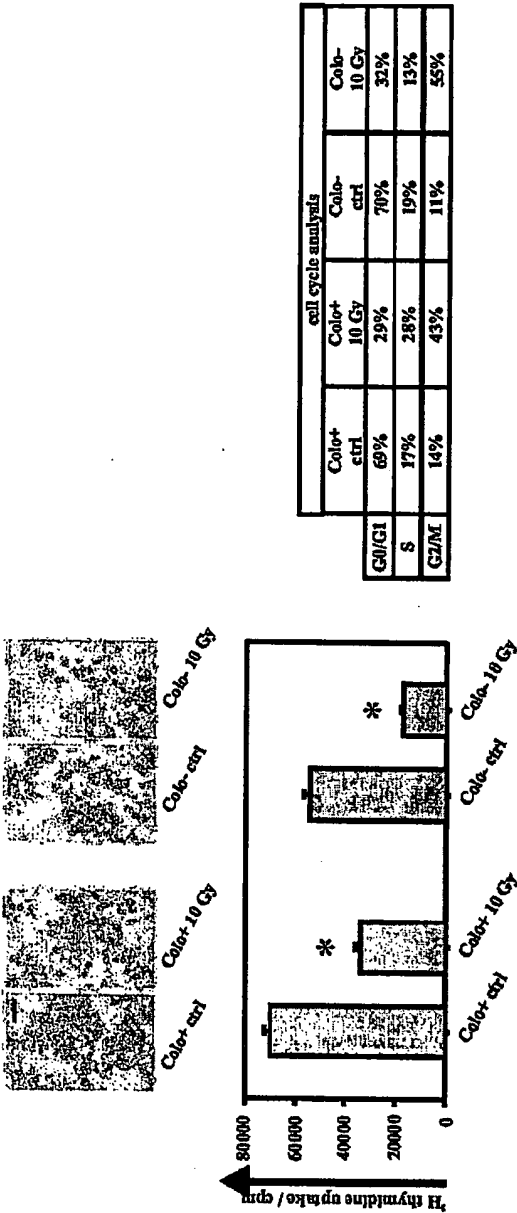 Colo+ ctrl
Colo+ 10 Gy
Colo- ctrl
Colo- 10 Gy
³H thymidine uptake / cpm
80000
60000
40000
20000
0
*
*
Colo+ ctrl
Colo+ 10 Gy
Colo- ctrl
Colo- 10 Gy
cell cycle analysis
Colo+ ctrl Colo+ 10 Gy Colo- ctrl Colo- 10 Gy
G0/G1 69% 29% 70% 32%
S 17% 28% 19% 13%
G2/M 14% 43% 11% 55%